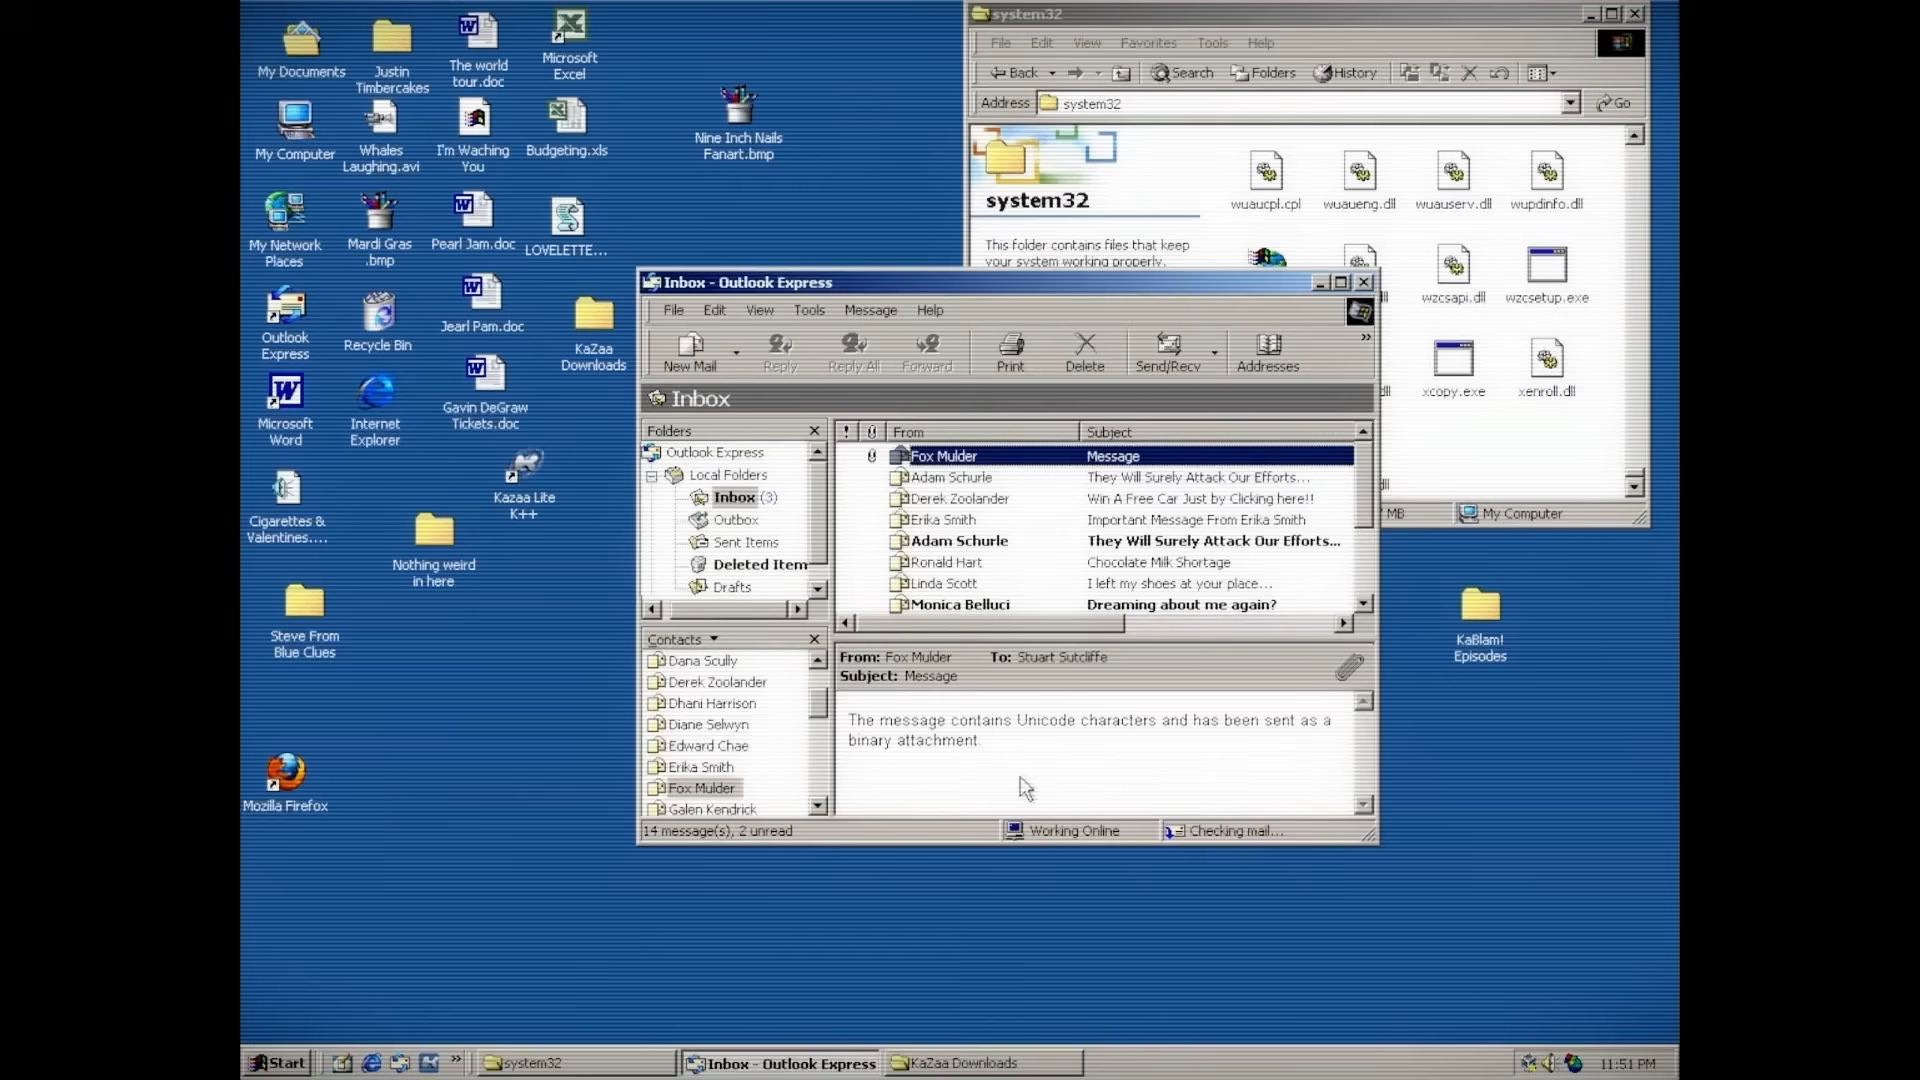 My Documents
Justin
Timbercakes
The world
tour.doc
Microsoft
Excel
My Computer
Whales
Laughing.avi
I'm Waching
You
Budgeting.xls
Nine Inch Nails
Fanart.bmp
My Network
Places
Mardi Gras
.bmp
Pearl Jam.doc
LOVELETTE...
Outlook
Express
Recycle Bin
Jearl Pam.doc
KaZaa
Downloads
Microsoft
Word
Internet
Explorer
Gavin DeGraw
Tickets.doc
Kazaa Lite
K++
Cigarettes &
Valentines....
Nothing weird
in here
Steve From
Blue Clues
Mozilla Firefox
KaBlam!
Episodes
system32
File Edit View Favorites Tools Help
Back Search Folders History
Address system32 Go
system32
This folder contains files that keep
your system working properly.
wuaucpl.cpl wuaueng.dll wuauserv.dll wupdinfo.dll
dll wzcsapi.dll wzcsetup.exe
dll xcopy.exe xenroll.dll
dll
MB My Computer
Inbox - Outlook Express
File Edit View Tools Message Help
New Mail Reply Reply All Forward Print Delete Send/Recv Addresses
Inbox
Folders
Outlook Express
Local Folders
Inbox (3)
Outbox
Sent Items
Deleted Item
Drafts
! From Subject
Fox Mulder Message
Adam Schurle They Will Surely Attack Our Efforts...
Derek Zoolander Win A Free Car Just by Clicking here!!
Erika Smith Important Message From Erika Smith
Adam Schurle They Will Surely Attack Our Efforts...
Ronald Hart Chocolate Milk Shortage
Linda Scott I left my shoes at your place...
Monica Bellucci Dreaming about me again?
Contacts
Dana Scully
Derek Zoolander
Dhani Harrison
Diane Selwyn
Edward Chae
Erika Smith
Fox Mulder
Galen Kendrick
From: Fox Mulder To: Stuart Sutcliffe
Subject: Message
The message contains Unicode characters and has been sent as a
binary attachment.
14 message(s), 2 unread Working Online Checking mail...
Start system32 Inbox - Outlook Express KaZaa Downloads 11:51 PM